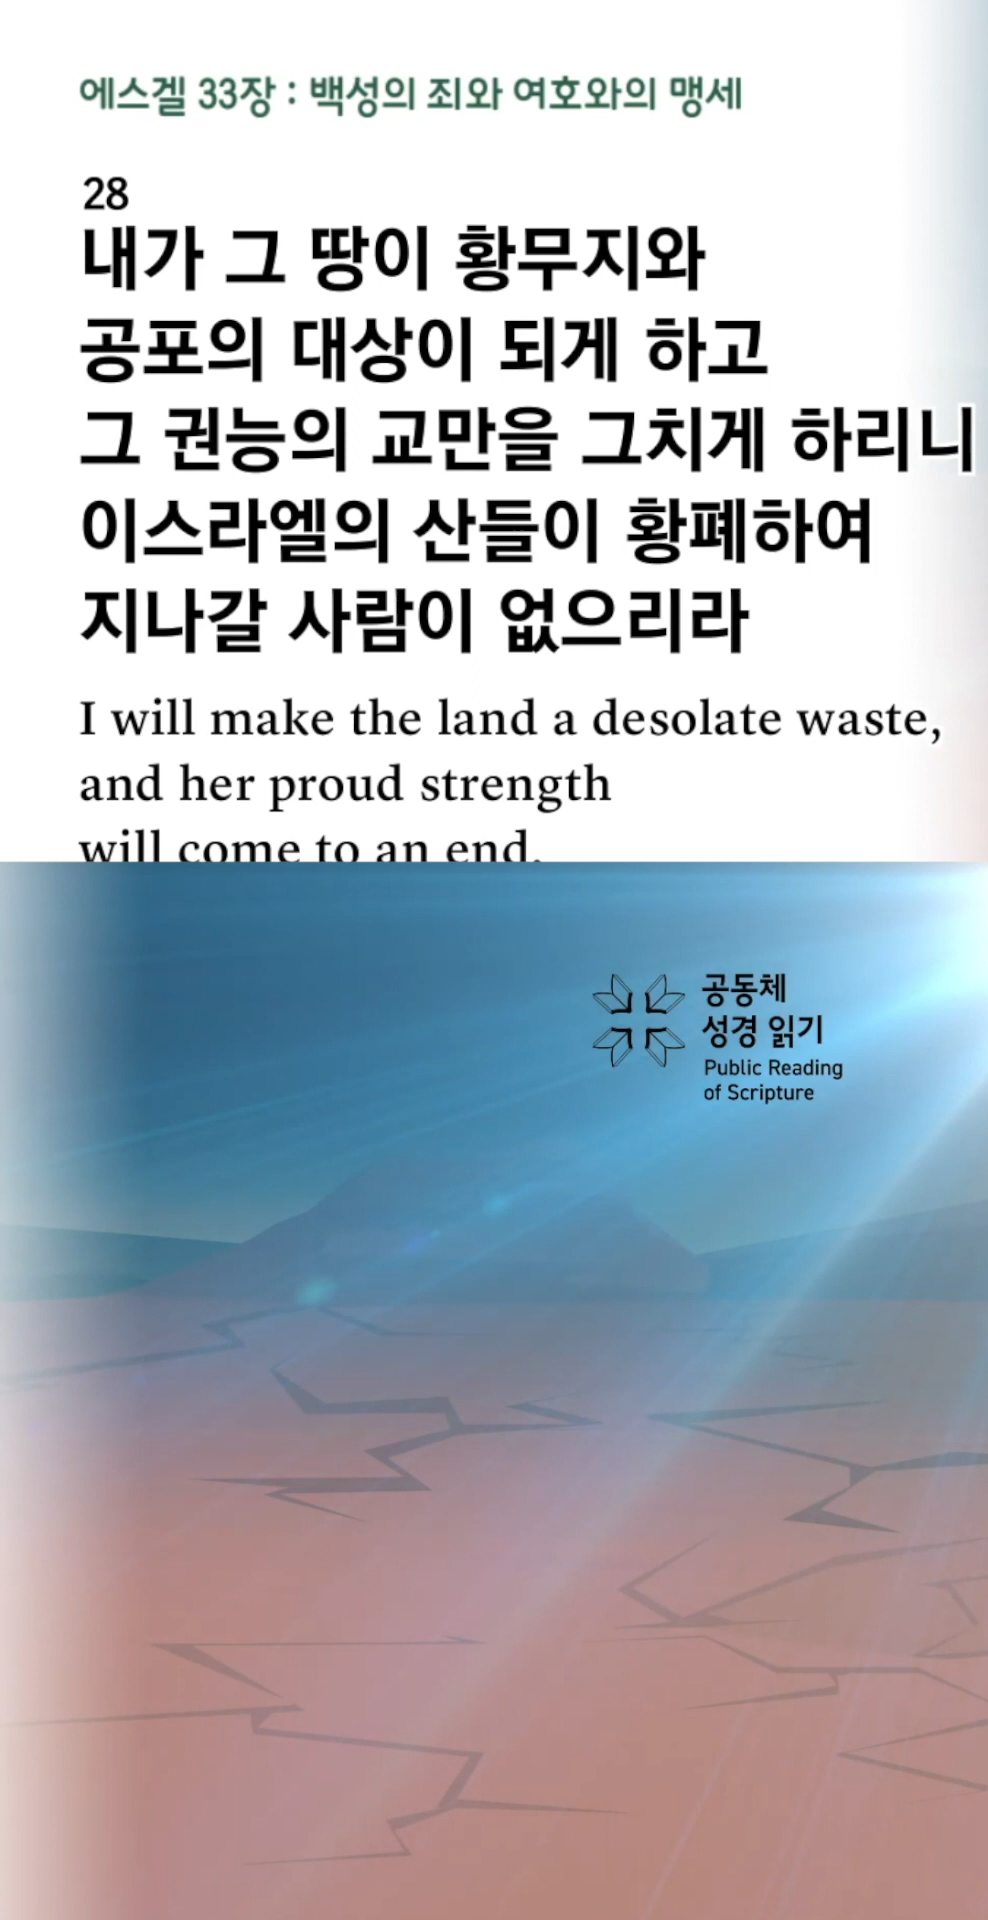 에스겔 33장 : 백성의 죄와 여호와의 맹세
28
내가 그 땅이 황무지와
공포의 대상이 되게 하고
그 권능의 교만을 그치게 하리니
이스라엘의 산들이 황폐하여
지나갈 사람이 없으리라
I will make the land a desolate waste,
and her proud strength
will come to an end.
공동체
성경 읽기
Public Reading
of Scripture